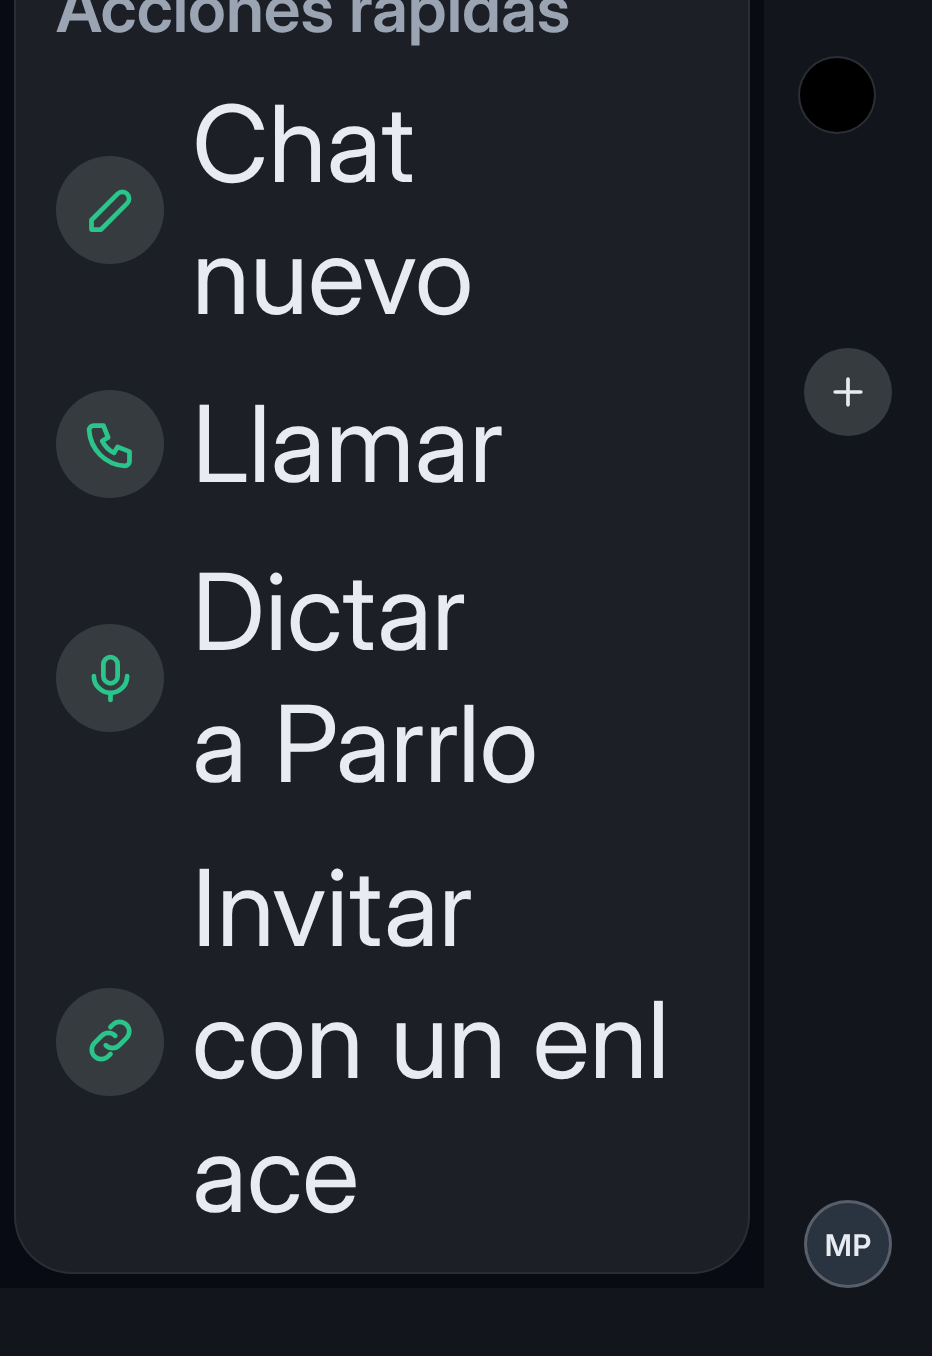 Acciones rápidas
Chat
nuevo
Llamar
Dictar
a Parrlo
Invitar
con un enl
ace
MP